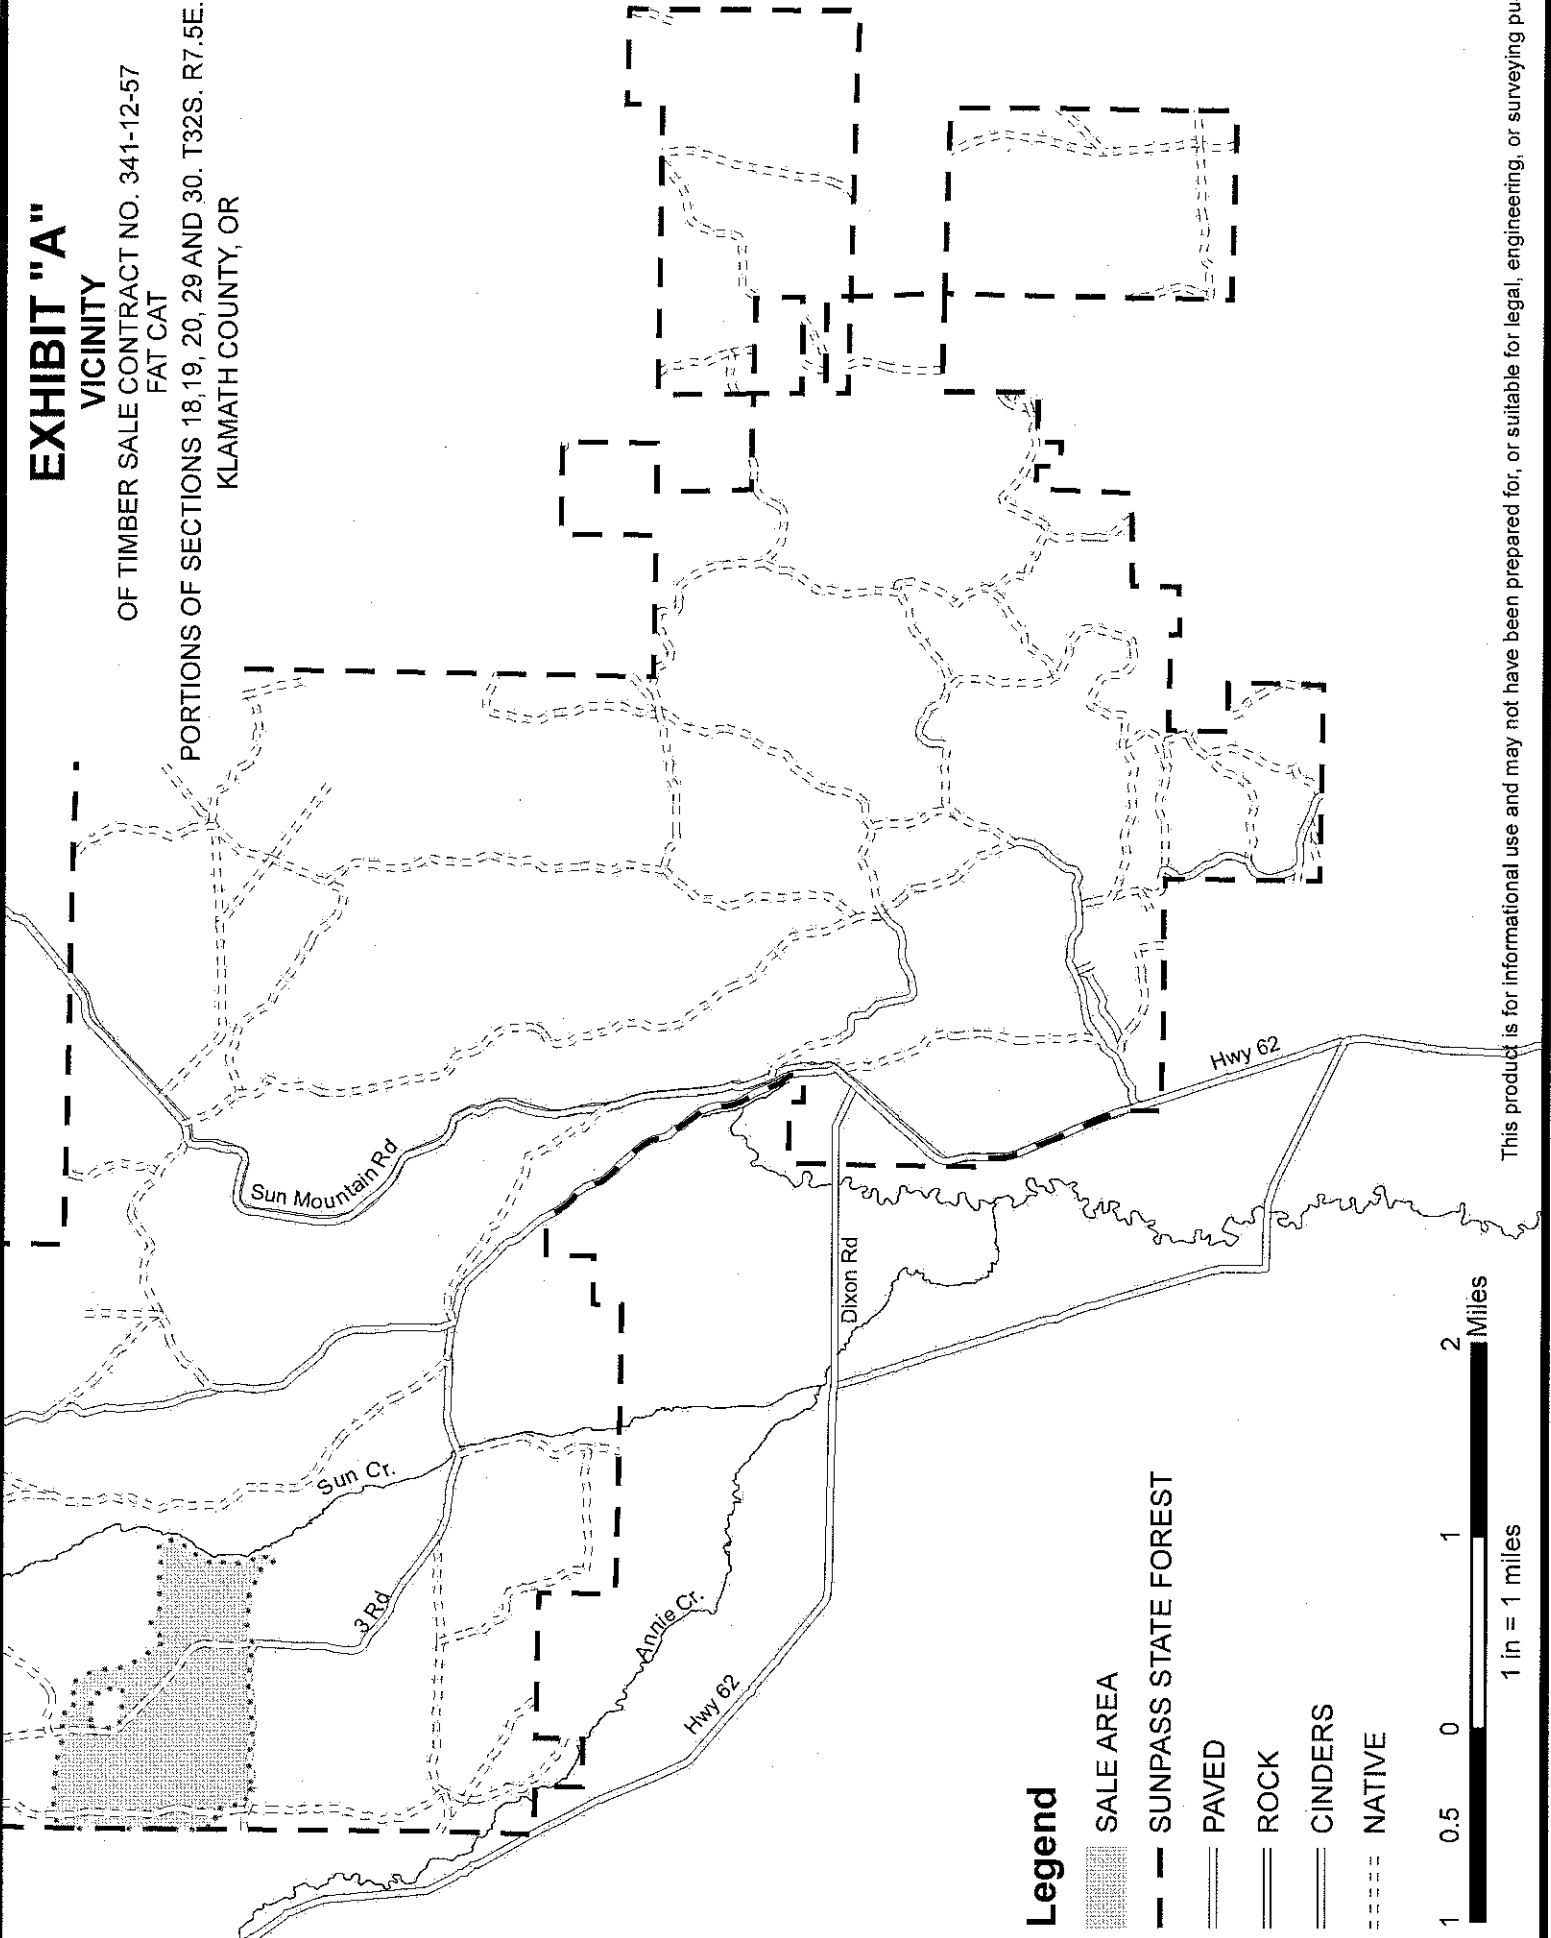 EXHIBIT "A"
VICINITY
OF TIMBER SALE CONTRACT NO. 341-12-57
FAT CAT
PORTIONS OF SECTIONS 18,19, 20, 29 AND 30. T32S. R7.5E.
KLAMATH COUNTY, OR
Sun Mountain Rd
Sun Cr.
3 Rd
Annie Cr.
Hwy 62
Dixon Rd
Hwy 62
Legend
SALE AREA
SUNPASS STATE FOREST
PAVED
ROCK
CINDERS
NATIVE
1 0.5 0 1 2
Miles
1 in = 1 miles
This product is for informational use and may not have been prepared for, or suitable for legal, engineering, or surveying pu